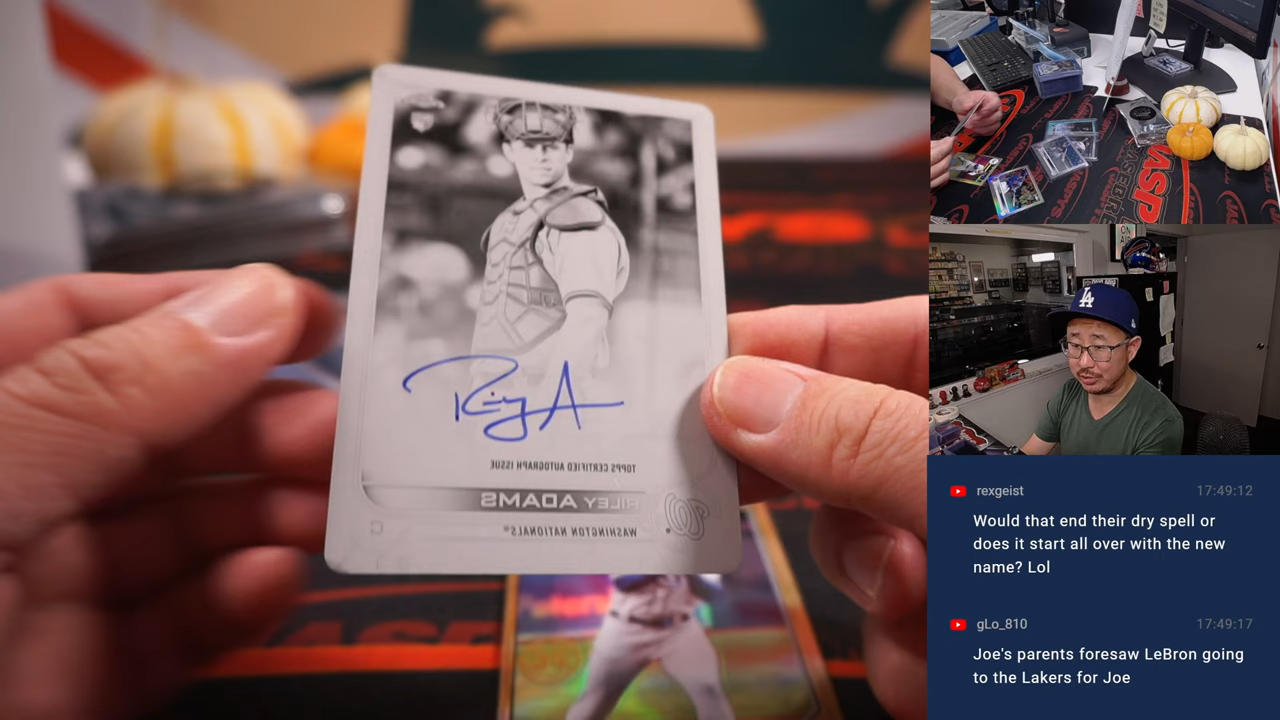 TOPPS CERTIFIED AUTOGRAPH ISSUE
RILEY ADAMS
WASHINGTON NATIONALS®
LA
rexgeist 17:49:12
Would that end their dry spell or
does it start all over with the new
name? Lol
gLo_810 17:49:17
Joe's parents foresaw LeBron going
to the Lakers for Joe